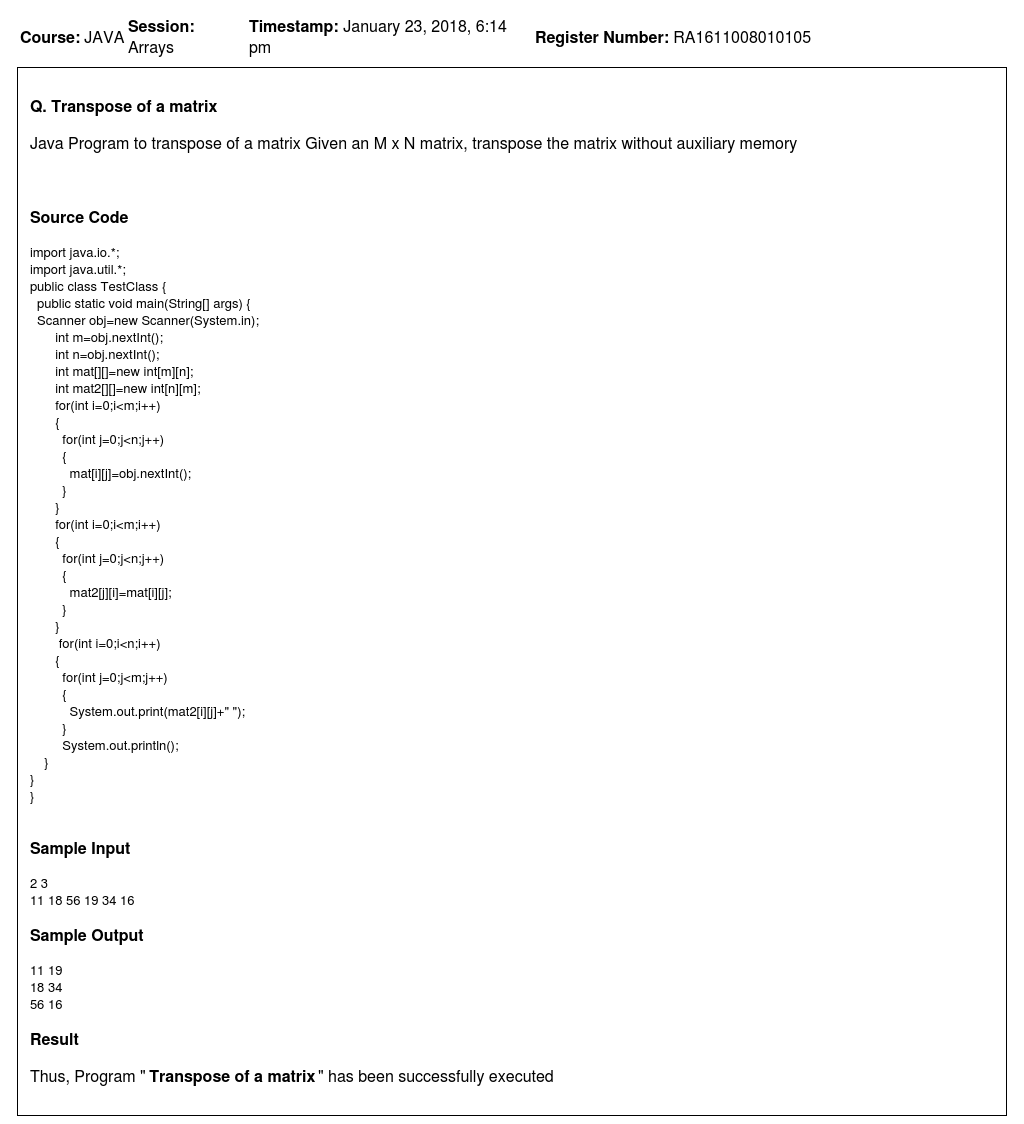 Course: JAVA Session: Arrays Timestamp: January 23, 2018, 6:14 pm Register Number: RA1611008010105
Q. Transpose of a matrix
Java Program to transpose of a matrix Given an M x N matrix, transpose the matrix without auxiliary memory
Source Code
import java.io.*;
import java.util.*;
public class TestClass {
  public static void main(String[] args) {
  Scanner obj=new Scanner(System.in);
       int m=obj.nextInt();
       int n=obj.nextInt();
       int mat[][]=new int[m][n];
       int mat2[][]=new int[n][m];
       for(int i=0;i<m;i++)
       {
         for(int j=0;j<n;j++)
         {
           mat[i][j]=obj.nextInt();
         }
       }
       for(int i=0;i<m;i++)
       {
         for(int j=0;j<n;j++)
         {
           mat2[j][i]=mat[i][j];
         }
       }
        for(int i=0;i<n;i++)
       {
         for(int j=0;j<m;j++)
         {
           System.out.print(mat2[i][j]+" ");
         }
         System.out.println();
    }
}
}
Sample Input
2 3
11 18 56 19 34 16
Sample Output
11 19
18 34
56 16
Result
Thus, Program " Transpose of a matrix " has been successfully executed